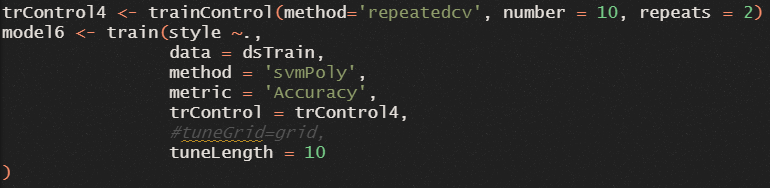 trControl4 <- trainControl(method='repeatedcv', number = 10, repeats = 2)
model6 <- train(style ~.,
data = dsTrain,
method = 'svmPoly',
metric = 'Accuracy',
trControl = trControl4,
#tuneGrid=grid,
tuneLength = 10
)